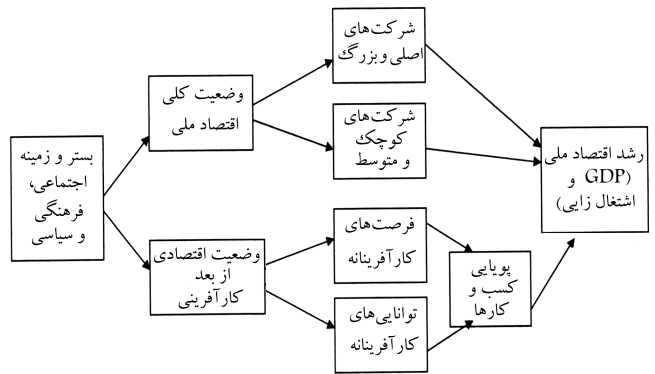 بستر و زمینه
اجتماعی،
فرهنگی
و سیاسی
وضعیت کلی
اقتصاد ملی
وضعیت اقتصادی
از بعد
کارآفرینی
شرکت‌های
اصلی و بزرگ
شرکت‌های
کوچک
و متوسط
فرصت‌های
کارآفرینانه
توانایی‌های
کارآفرینانه
پویایی
کسب و
کارها
رشد اقتصاد ملی
(GDP و
اشتغال زایی)